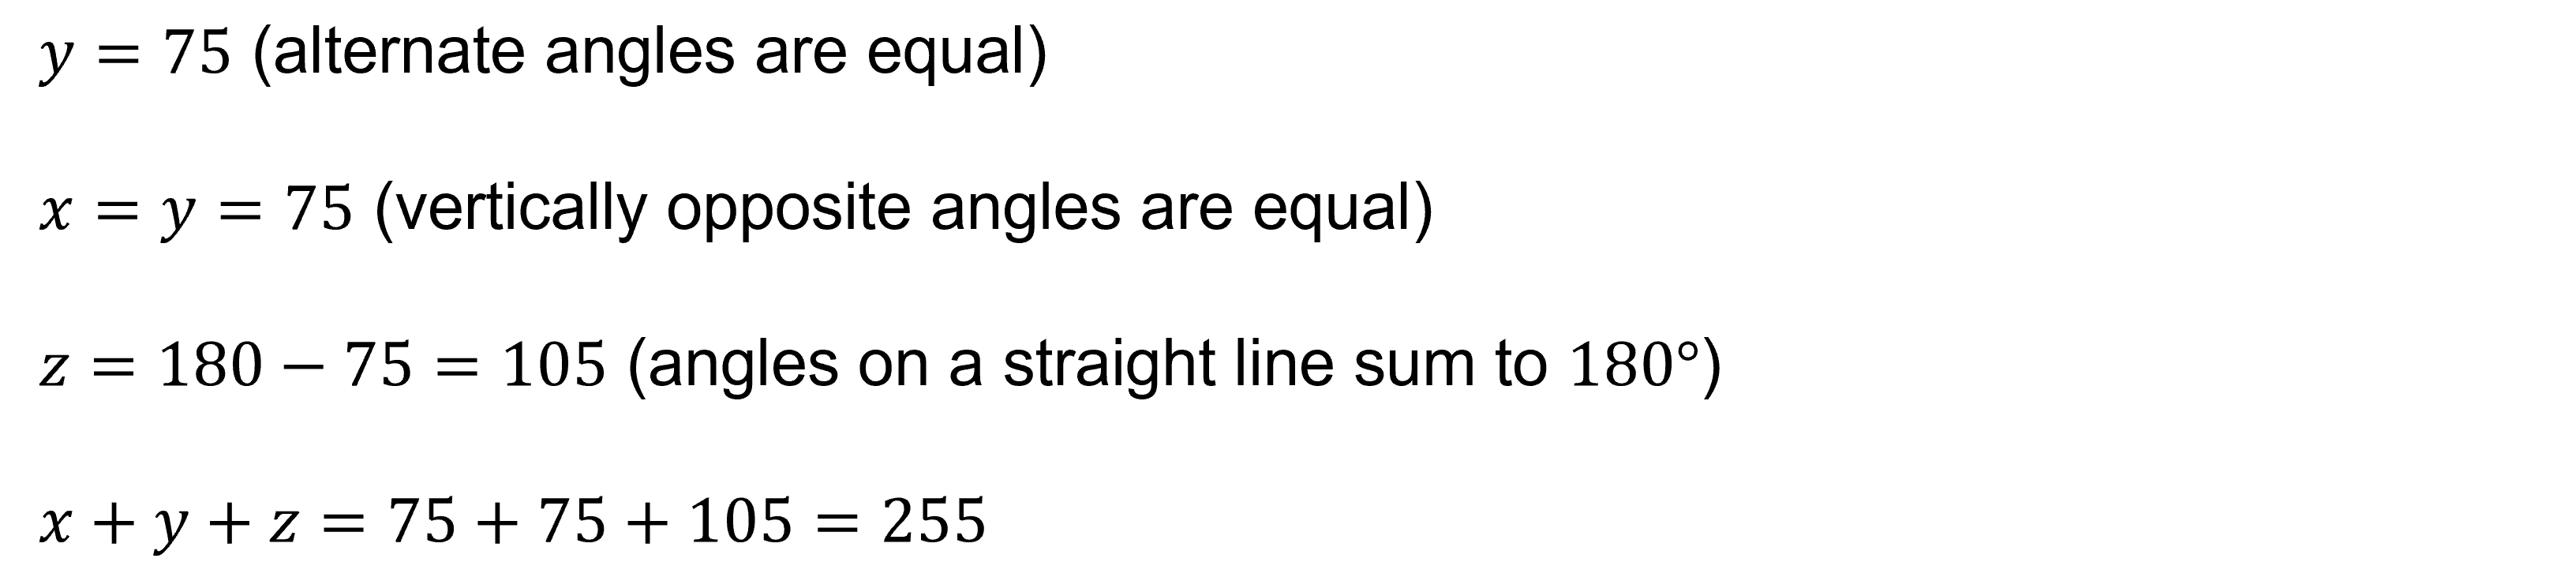 y = 75 (alternate angles are equal)
x = y = 75 (vertically opposite angles are equal)
z = 180 − 75 = 105 (angles on a straight line sum to 180°)
x + y + z = 75 + 75 + 105 = 255